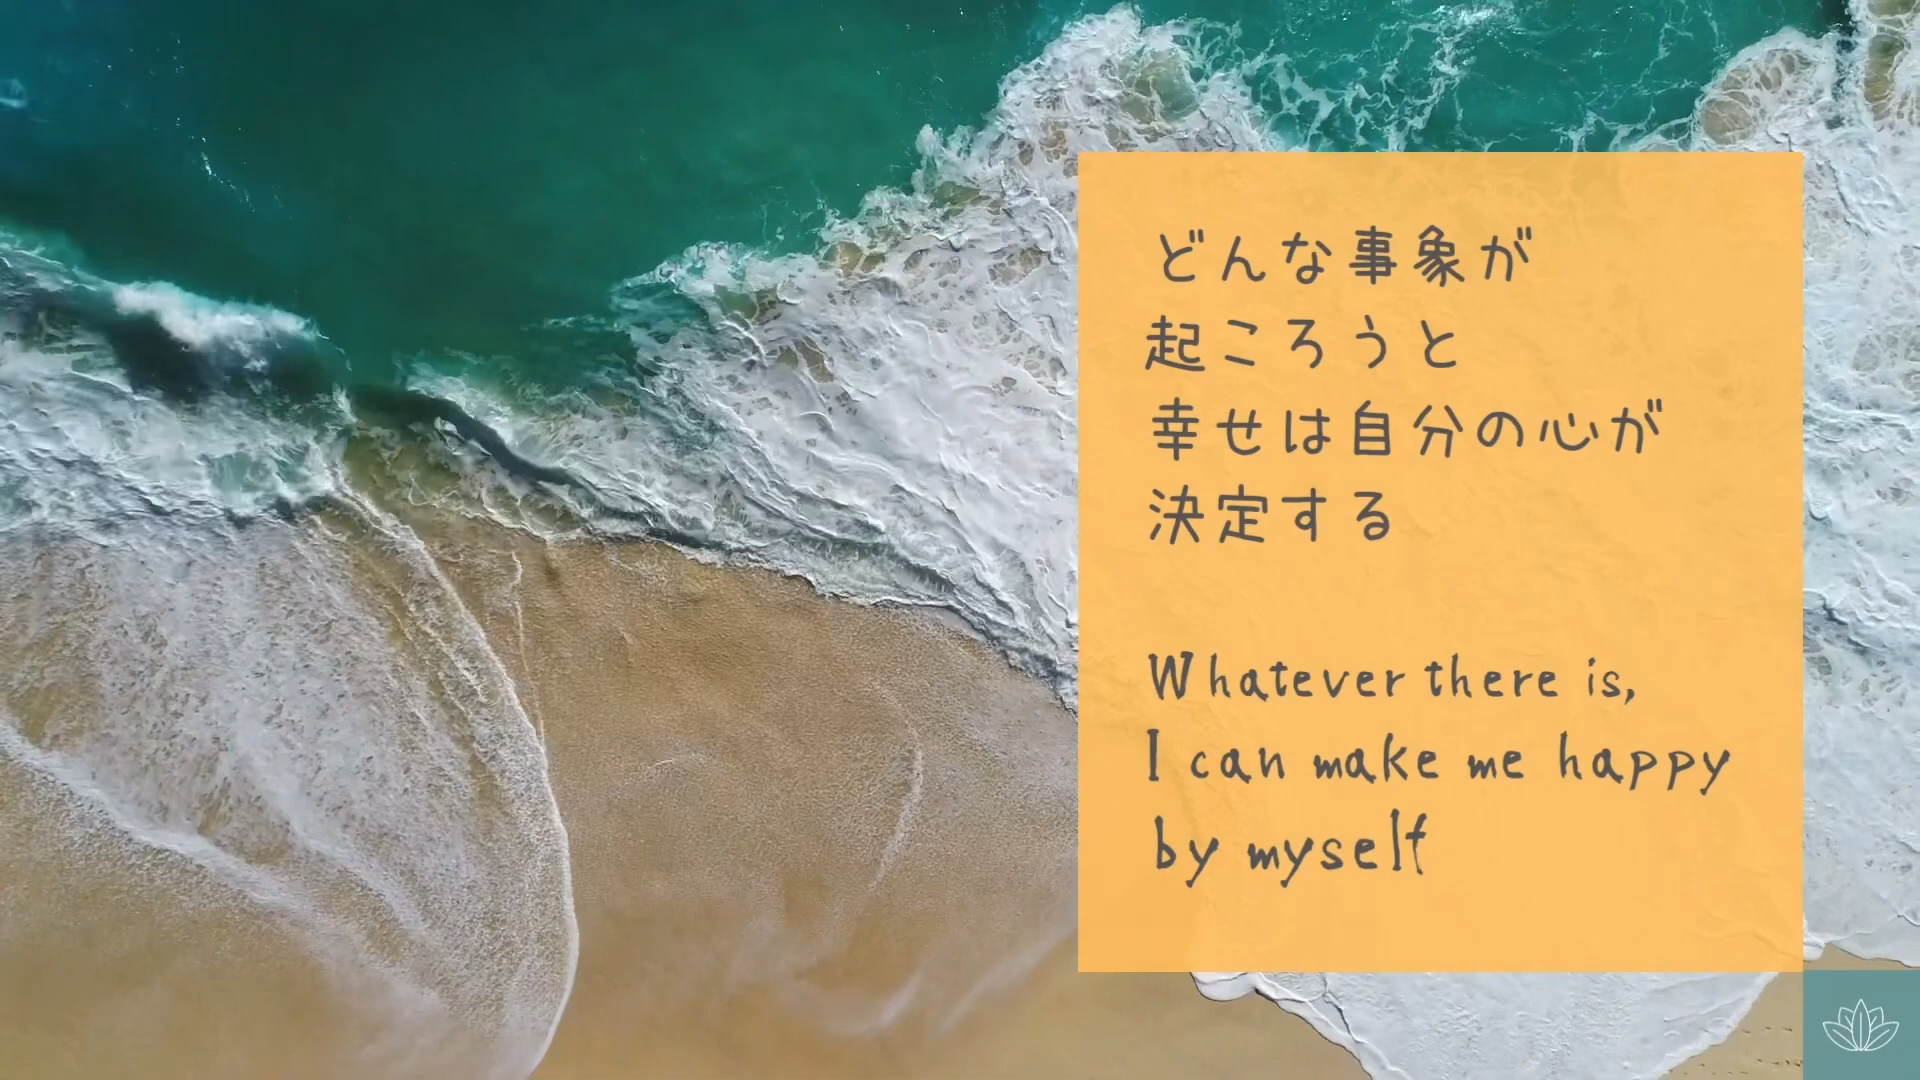 どんな事象が
起ころうと
幸せは自分の心が
決定する
Whatever there is,
I can make me happy
by myself